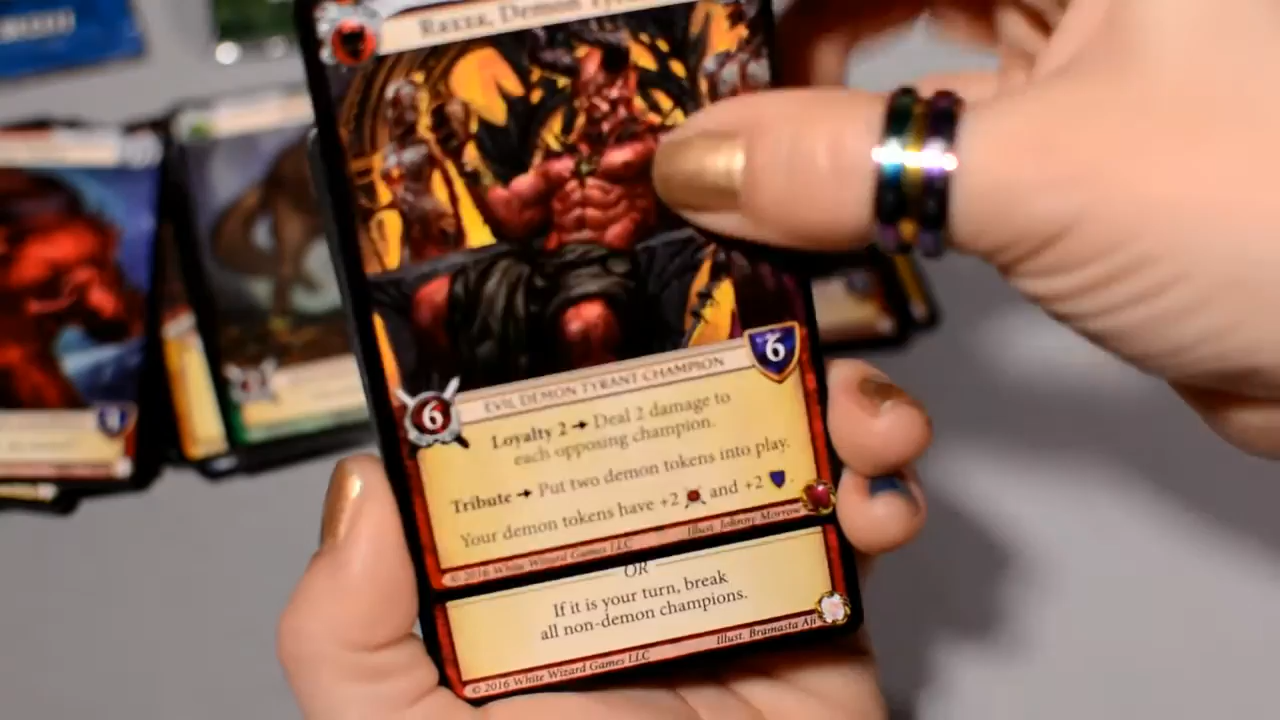 Raxxa, Demon Tyrant
6
EVIL DEMON TYRANT CHAMPION
6
Loyalty 2 → Deal 2 damage to
each opposing champion.
Tribute → Put two demon tokens into play.
Your demon tokens have +2 and +2 .
© 2016 White Wizard Games LLC Illust. Johnny Morrow
OR
If it is your turn, break
all non-demon champions.
© 2016 White Wizard Games LLC Illust. Bramasta Aji